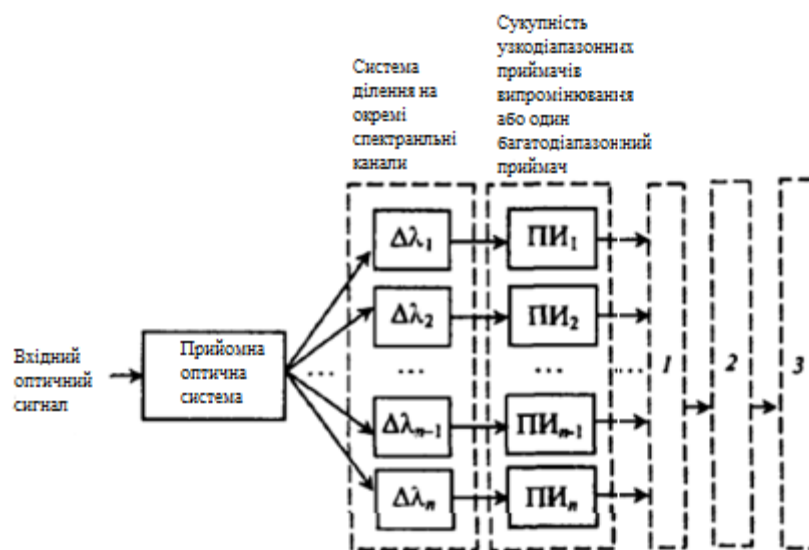 Система
ділення на
окремі
спектранльні
канали
Сукупність
узкодіапазонних
приймачів
випромінювання
або один
багатодіапазонний
приймач
Δλ₁
ПИ₁
Δλ₂
ПИ₂
Вхідний
оптичний
сигнал
Прийомна
оптична
система
... ... ... ...
1
2
3
Δλₙ₋₁
ПИₙ₋₁
Δλₙ
ПИₙ